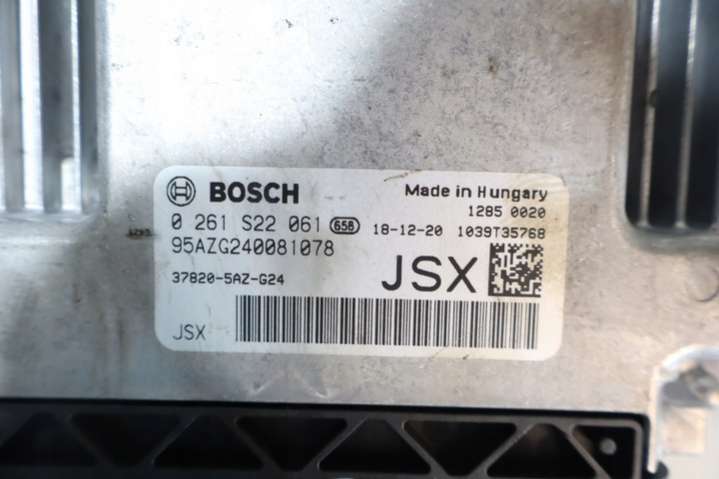 BOSCH
Made in Hungary
1285 0020
0 261 S22 061 658 18-12-20 1039T35768
95AZG240081078
37820-5AZ-G24
JSX
JSX